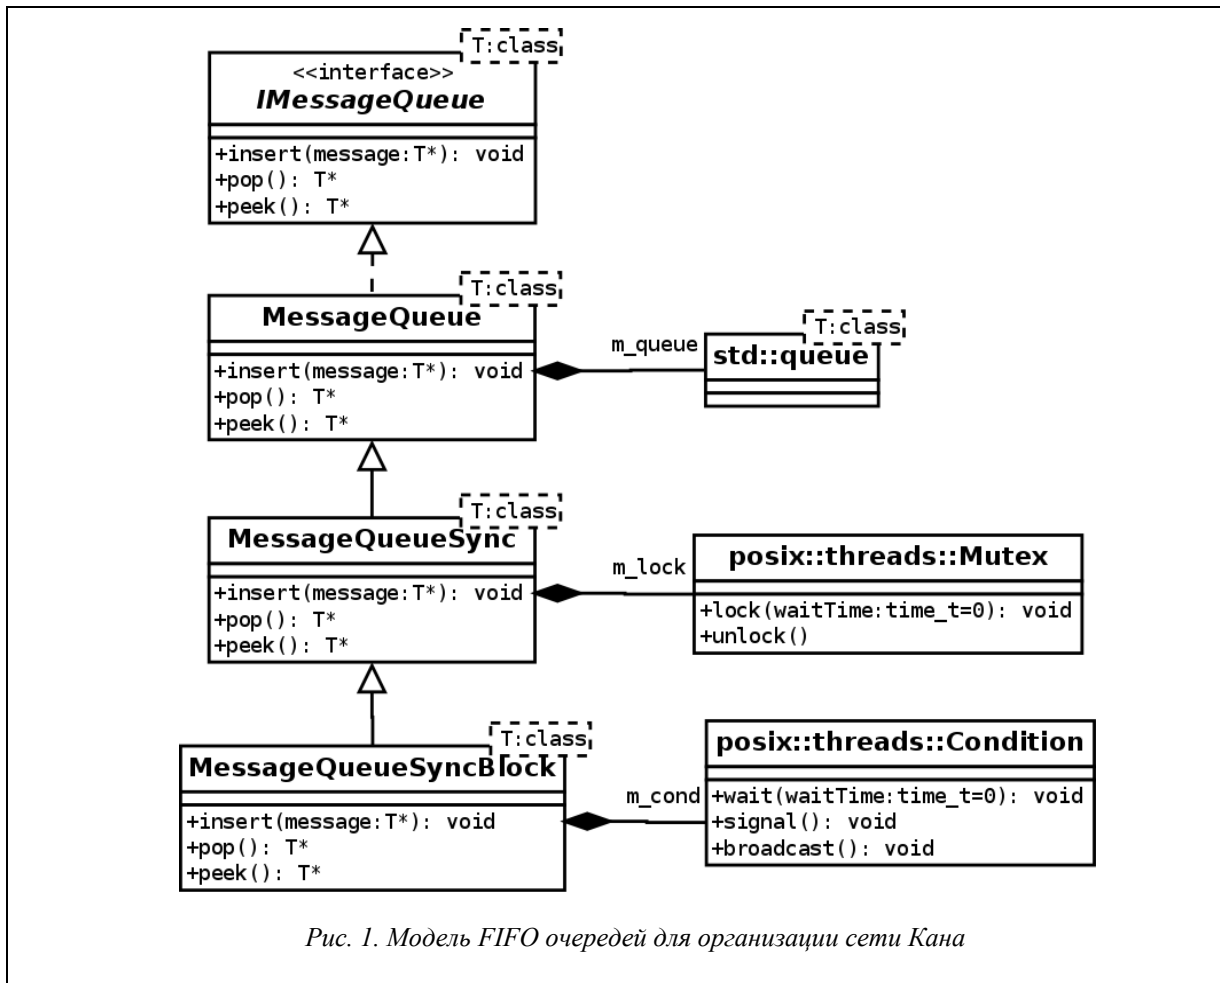 T:class
<<interface>>
IMessageQueue
+insert(message:T*): void
+pop(): T*
+peek(): T*
T:class
MessageQueue
+insert(message:T*): void
+pop(): T*
+peek(): T*
m_queue
T:class
std::queue
T:class
MessageQueueSync
+insert(message:T*): void
+pop(): T*
+peek(): T*
m_lock
posix::threads::Mutex
+lock(waitTime:time_t=0): void
+unlock()
T:class
MessageQueueSyncBlock
+insert(message:T*): void
+pop(): T*
+peek(): T*
m_cond
posix::threads::Condition
+wait(waitTime:time_t=0): void
+signal(): void
+broadcast(): void
Рис. 1. Модель FIFO очередей для организации сети Кана